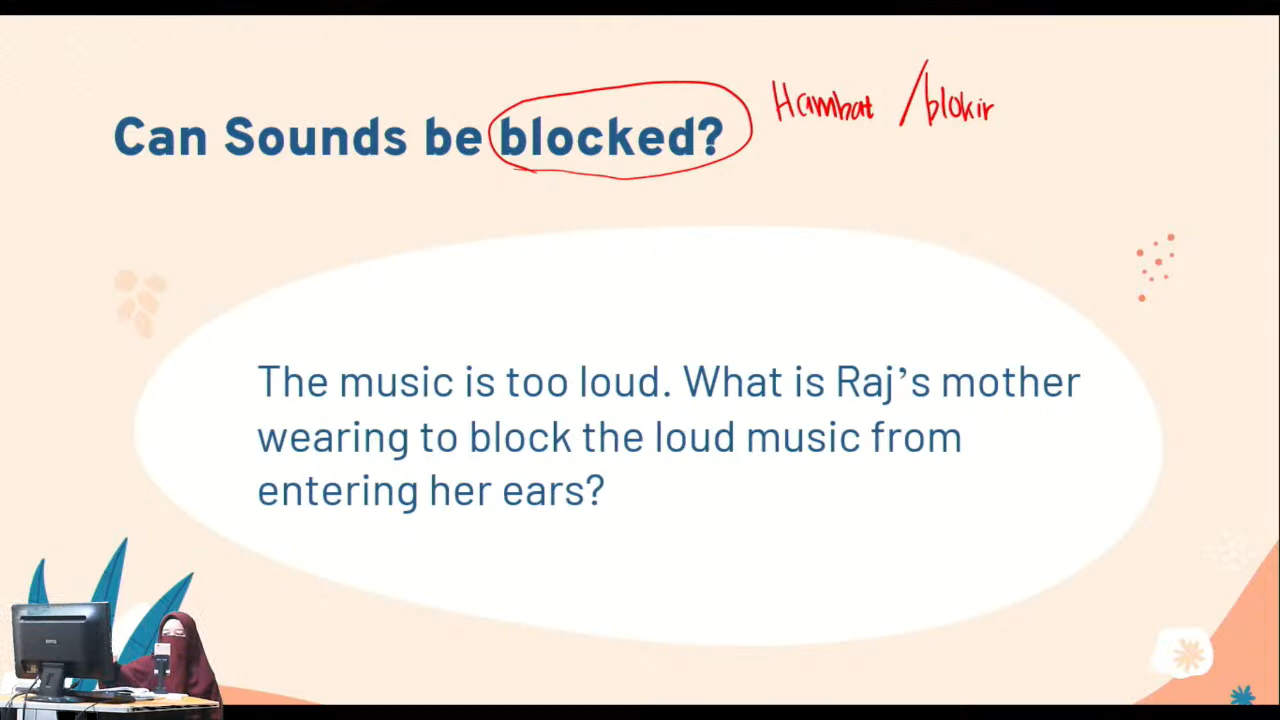 Can Sounds be blocked? Hambat / blokir
The music is too loud. What is Raj’s mother
wearing to block the loud music from
entering her ears?